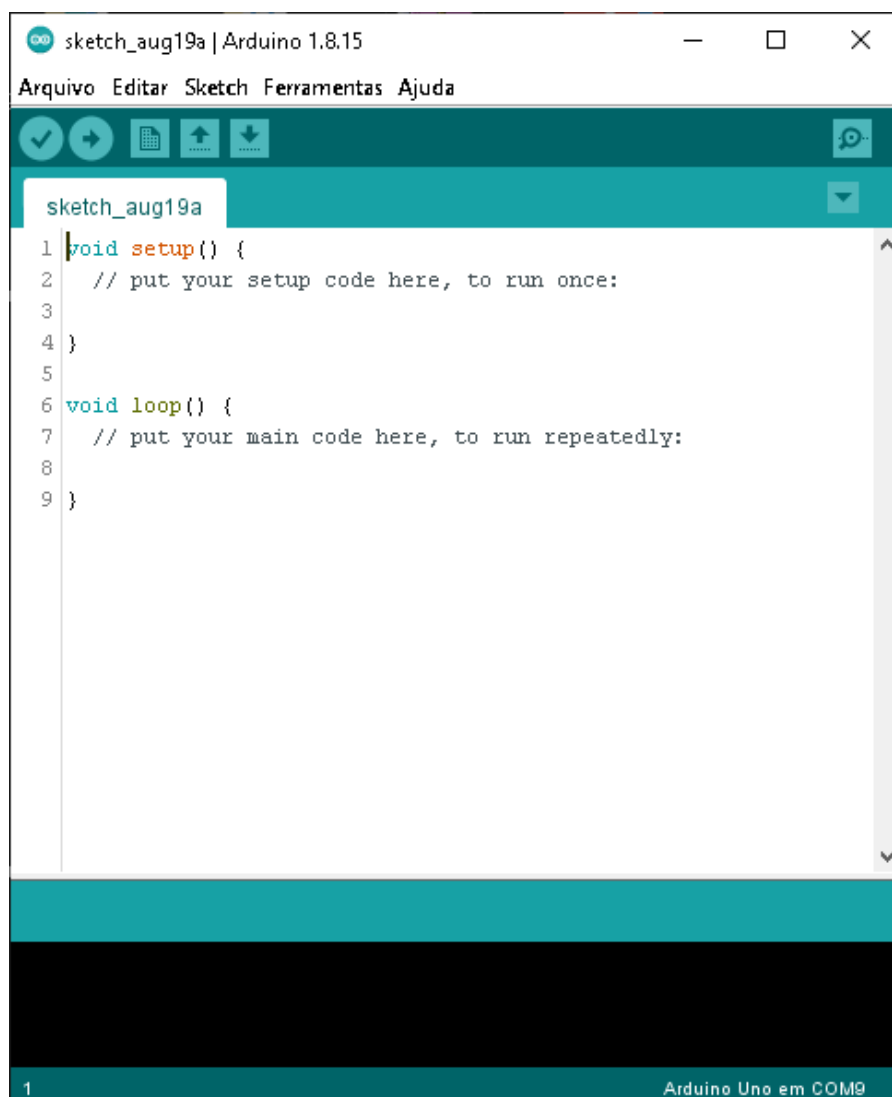 sketch_aug19a | Arduino 1.8.15
Arquivo Editar Sketch Ferramentas Ajuda
sketch_aug19a
1 void setup() {
2 // put your setup code here, to run once:
3
4 }
5
6 void loop() {
7 // put your main code here, to run repeatedly:
8
9 }
1 Arduino Uno em COM9